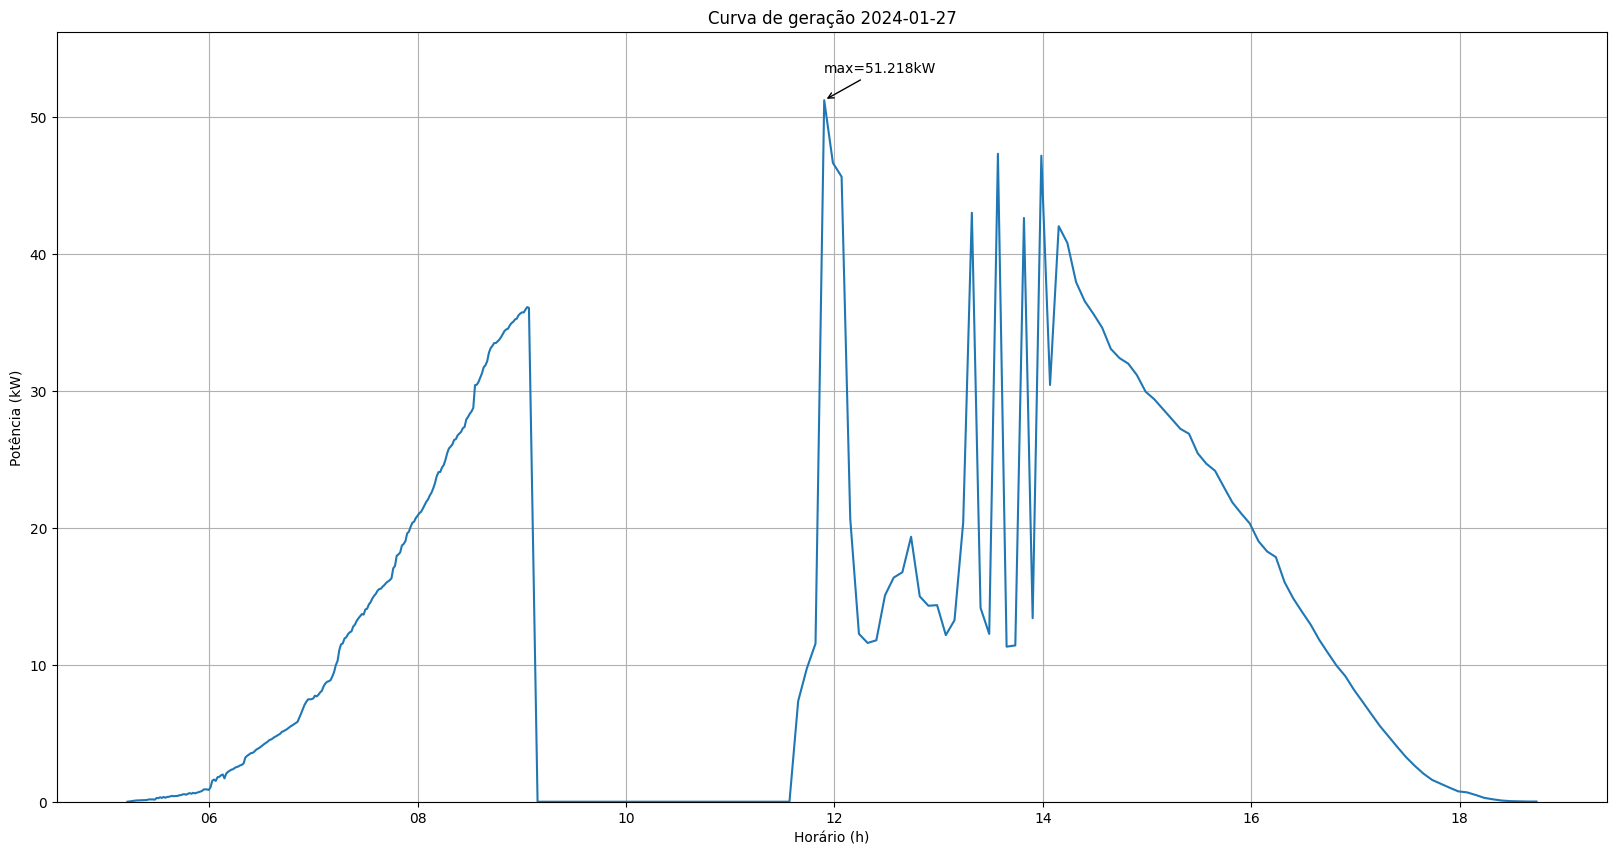 Curva de geração 2024-01-27
max=51.218kW
50
40
30
20
10
0
Potência (kW)
06 08 10 12 14 16 18
Horário (h)